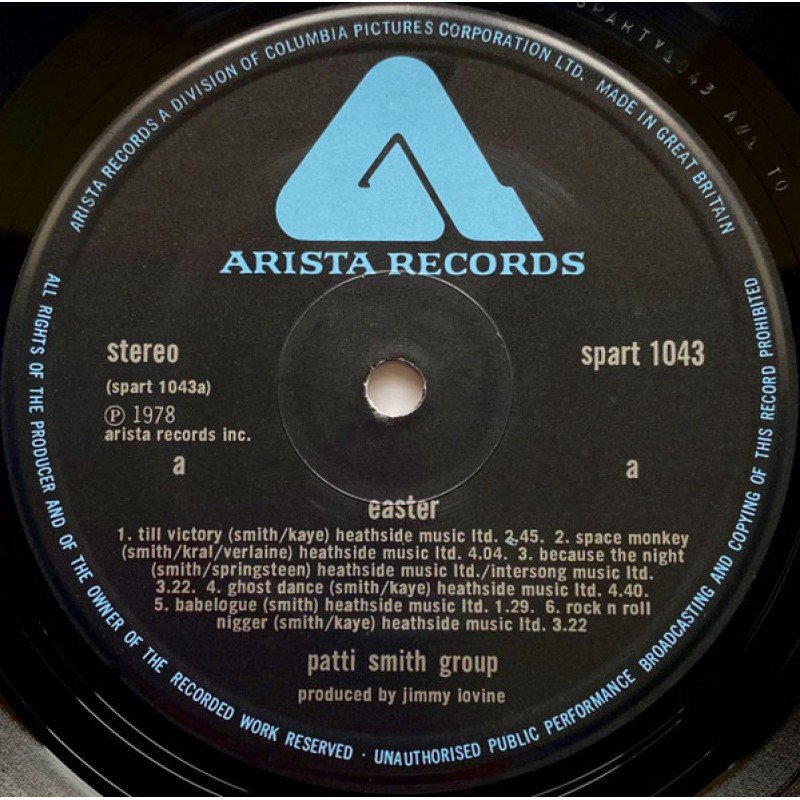 ARISTA RECORDS A DIVISION OF COLUMBIA PICTURES CORPORATION LTD. MADE IN GREAT BRITAIN
SPARTY1043 A//1 TO
ARISTA RECORDS
stereo
spart 1043
(spart 1043a)
Ⓟ 1978
arista records inc.
a
a
easter
1. till victory (smith/kaye) heathside music ltd. 2.45. 2. space monkey
(smith/kral/verlaine) heathside music ltd. 4.04. 3. because the night
(smith/springsteen) heathside music ltd./intersong music ltd.
3.22. 4. ghost dance (smith/kaye) heathside music ltd. 4.40.
5. babelogue (smith) heathside music ltd. 1.29. 6. rock n roll
nigger (smith/kaye) heathside music ltd. 3.22
patti smith group
produced by jimmy iovine
ALL RIGHTS OF THE PRODUCER AND OF THE OWNER OF THE RECORDED WORK RESERVED · UNAUTHORISED PUBLIC PERFORMANCE BROADCASTING AND COPYING OF THIS RECORD PROHIBITED